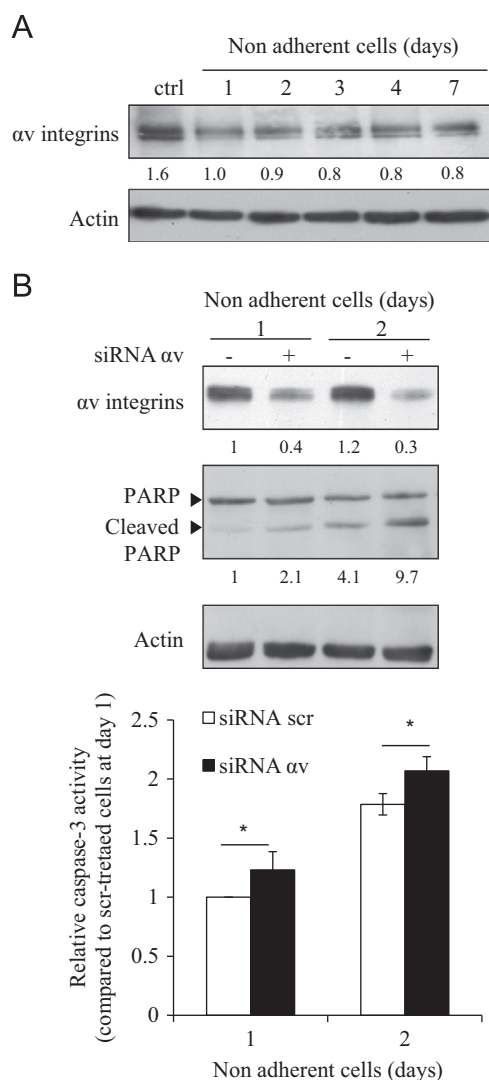 A
Non adherent cells (days)
ctrl 1 2 3 4 7
αv integrins
1.6 1.0 0.9 0.8 0.8 0.8
Actin
B
Non adherent cells (days)
1 2
siRNA αv - + - +
αv integrins
1 0.4 1.2 0.3
PARP
Cleaved
PARP
1 2.1 4.1 9.7
Actin
Relative caspase-3 activity
(compared to scr-tretaed cells at day 1)
2.5
2
1.5
1
0.5
0
siRNA scr
siRNA αv
*
*
1 2
Non adherent cells (days)